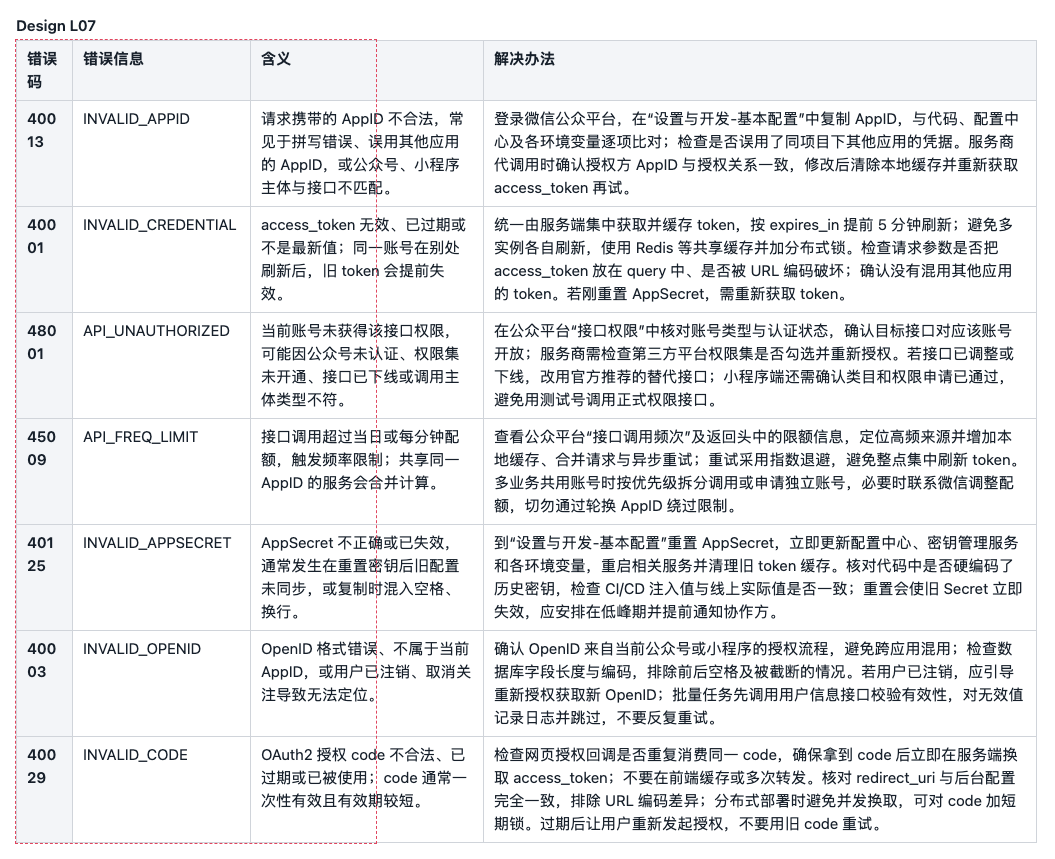 Design L07
错误
码
错误信息
含义
解决办法
400
13
INVALID_APPID
请求携带的 AppID 不合法，常
见于拼写错误、误用其他应用
的 AppID，或公众号、小程序
主体与接口不匹配。
登录微信公众平台，在“设置与开发-基本配置”中复制 AppID，与代码、配置中
心及各环境变量逐项比对；检查是否误用了同项目下其他应用的凭据。服务商
代调用时确认授权方 AppID 与授权关系一致，修改后清除本地缓存并重新获取
access_token 再试。
400
01
INVALID_CREDENTIAL
access_token 无效、已过期或
不是最新值；同一账号在别处
刷新后，旧 token 会提前失
效。
统一由服务端集中获取并缓存 token，按 expires_in 提前 5 分钟刷新；避免多
实例各自刷新，使用 Redis 等共享缓存并加分布式锁。检查请求参数是否把
access_token 放在 query 中、是否被 URL 编码破坏；确认没有混用其他应用
的 token。若刚重置 AppSecret，需重新获取 token。
480
01
API_UNAUTHORIZED
当前账号未获得该接口权限，
可能因公众号未认证、权限集
未开通、接口已下线或调用主
体类型不符。
在公众平台“接口权限”中核对账号类型与认证状态，确认目标接口对应该账号
开放；服务商需检查第三方平台权限集是否勾选并重新授权。若接口已调整或
下线，改用官方推荐的替代接口；小程序端还需确认类目和权限申请已通过，
避免用测试号调用正式权限接口。
450
09
API_FREQ_LIMIT
接口调用超过当日或每分钟配
额，触发频率限制；共享同一
AppID 的服务会合并计算。
查看公众平台“接口调用频次”及返回头中的限额信息，定位高频来源并增加本
地缓存、合并请求与异步重试；重试采用指数退避，避免整点集中刷新 token。
多业务共用账号时按优先级拆分调用或申请独立账号，必要时联系微信调整配
额，切勿通过轮换 AppID 绕过限制。
401
25
INVALID_APPSECRET
AppSecret 不正确或已失效，
通常发生在重置密钥后旧配置
未同步，或复制时混入空格、
换行。
到“设置与开发-基本配置”重置 AppSecret，立即更新配置中心、密钥管理服务
和各环境变量，重启相关服务并清理旧 token 缓存。核对代码中是否硬编码了
历史密钥，检查 CI/CD 注入值与线上实际值是否一致；重置会使旧 Secret 立即
失效，应安排在低峰期并提前通知协作方。
400
03
INVALID_OPENID
OpenID 格式错误、不属于当前
AppID，或用户已注销、取消关
注导致无法定位。
确认 OpenID 来自当前公众号或小程序的授权流程，避免跨应用混用；检查数
据库字段长度与编码，排除前后空格及被截断的情况。若用户已注销，应引导
重新授权获取新 OpenID；批量任务先调用用户信息接口校验有效性，对无效值
记录日志并跳过，不要反复重试。
400
29
INVALID_CODE
OAuth2 授权 code 不合法、已
过期或已被使用；code 通常一
次性有效且有效期较短。
检查网页授权回调是否重复消费同一 code，确保拿到 code 后立即在服务端换
取 access_token；不要在前端缓存或多次转发。核对 redirect_uri 与后台配置
完全一致，排除 URL 编码差异；分布式部署时避免并发换取，可对 code 加短
期锁。过期后让用户重新发起授权，不要用旧 code 重试。